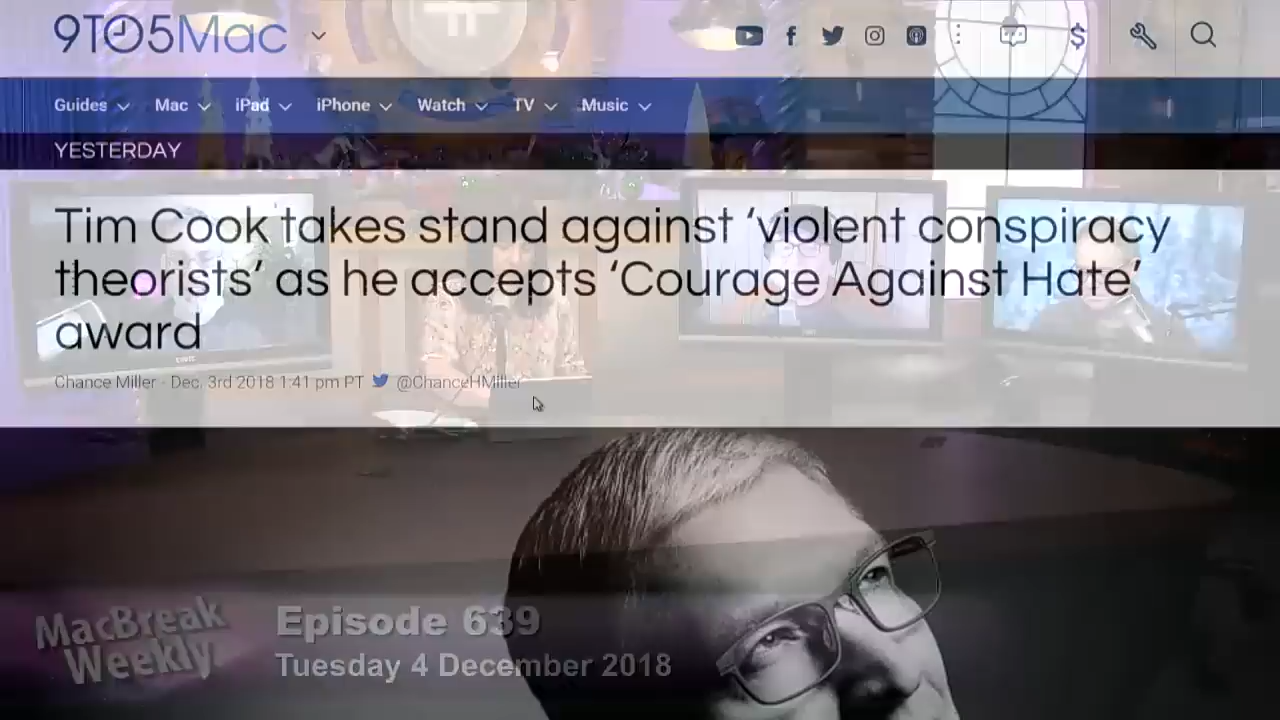 9TO5Mac
Guides Mac iPad iPhone Watch TV Music
YESTERDAY
Tim Cook takes stand against ‘violent conspiracy
theorists’ as he accepts ‘Courage Against Hate’
award
Chance Miller - Dec. 3rd 2018 1:41 pm PT @ChanceHMiller
MacBreak
Weekly
Episode 639
Tuesday 4 December 2018